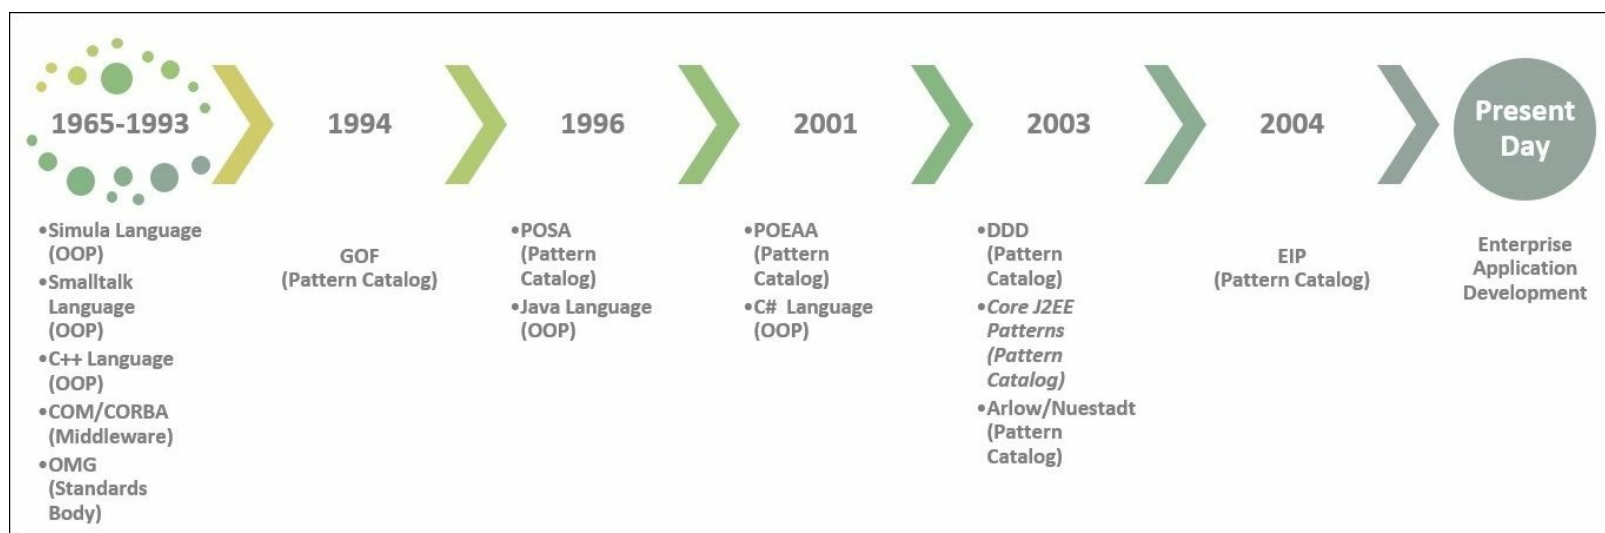 1965-1993
1994
1996
2001
2003
2004
Present
Day
•Simula Language
(OOP)
•Smalltalk
Language
(OOP)
•C++ Language
(OOP)
•COM/CORBA
(Middleware)
•OMG
(Standards
Body)
GOF
(Pattern Catalog)
•POSA
(Pattern
Catalog)
•Java Language
(OOP)
•POEAA
(Pattern
Catalog)
•C# Language
(OOP)
•DDD
(Pattern
Catalog)
•Core J2EE
Patterns
(Pattern
Catalog)
•Arlow/Nuestadt
(Pattern
Catalog)
EIP
(Pattern Catalog)
Enterprise
Application
Development